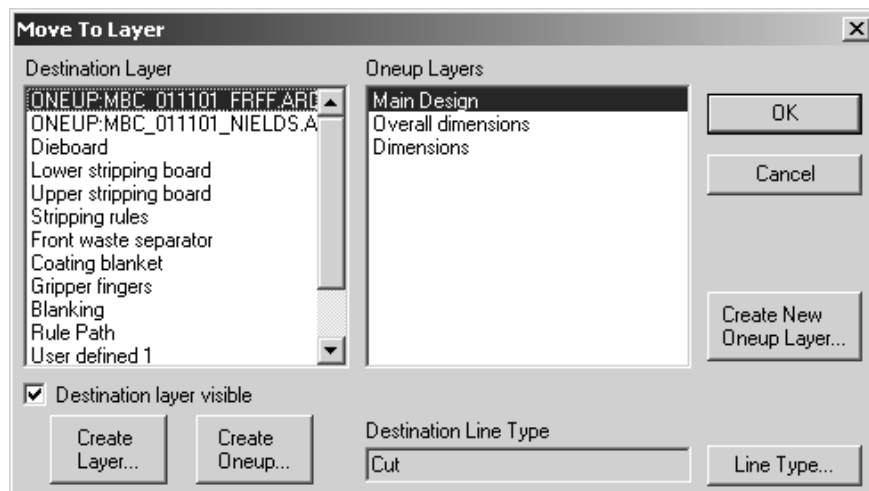 Move To Layer
Destination Layer
ONEUP:MBC_011101_FRFF.ARD
ONEUP:MBC_011101_NIELDS.A
Dieboard
Lower stripping board
Upper stripping board
Stripping rules
Front waste separator
Coating blanket
Gripper fingers
Blanking
Rule Path
User defined 1
Oneup Layers
Main Design
Overall dimensions
Dimensions
OK
Cancel
Create New
Oneup Layer...
Destination layer visible
Create
Layer...
Create
Oneup...
Destination Line Type
Cut
Line Type...